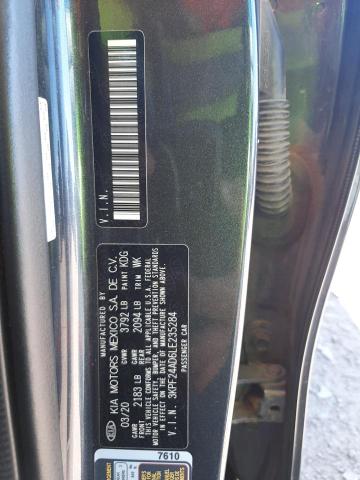 V.I.N.
MANUFACTURED BY
KIA KIA MOTORS MEXICO S.A. DE C.V.
03/20 GVWR 3792 LB PAINT KDG
GAWR FRONT 2183 LB GAWR REAR 2094 LB TRIM WK
THIS VEHICLE CONFORMS TO ALL APPLICABLE U.S. FEDERAL
MOTOR VEHICLE SAFETY, BUMPER, AND THEFT PREVENTION STANDARDS
IN EFFECT ON THE DATE OF MANUFACTURE SHOWN ABOVE.
V.I.N. 3KPF24AD6LE235284
PASSENGER CAR
7610